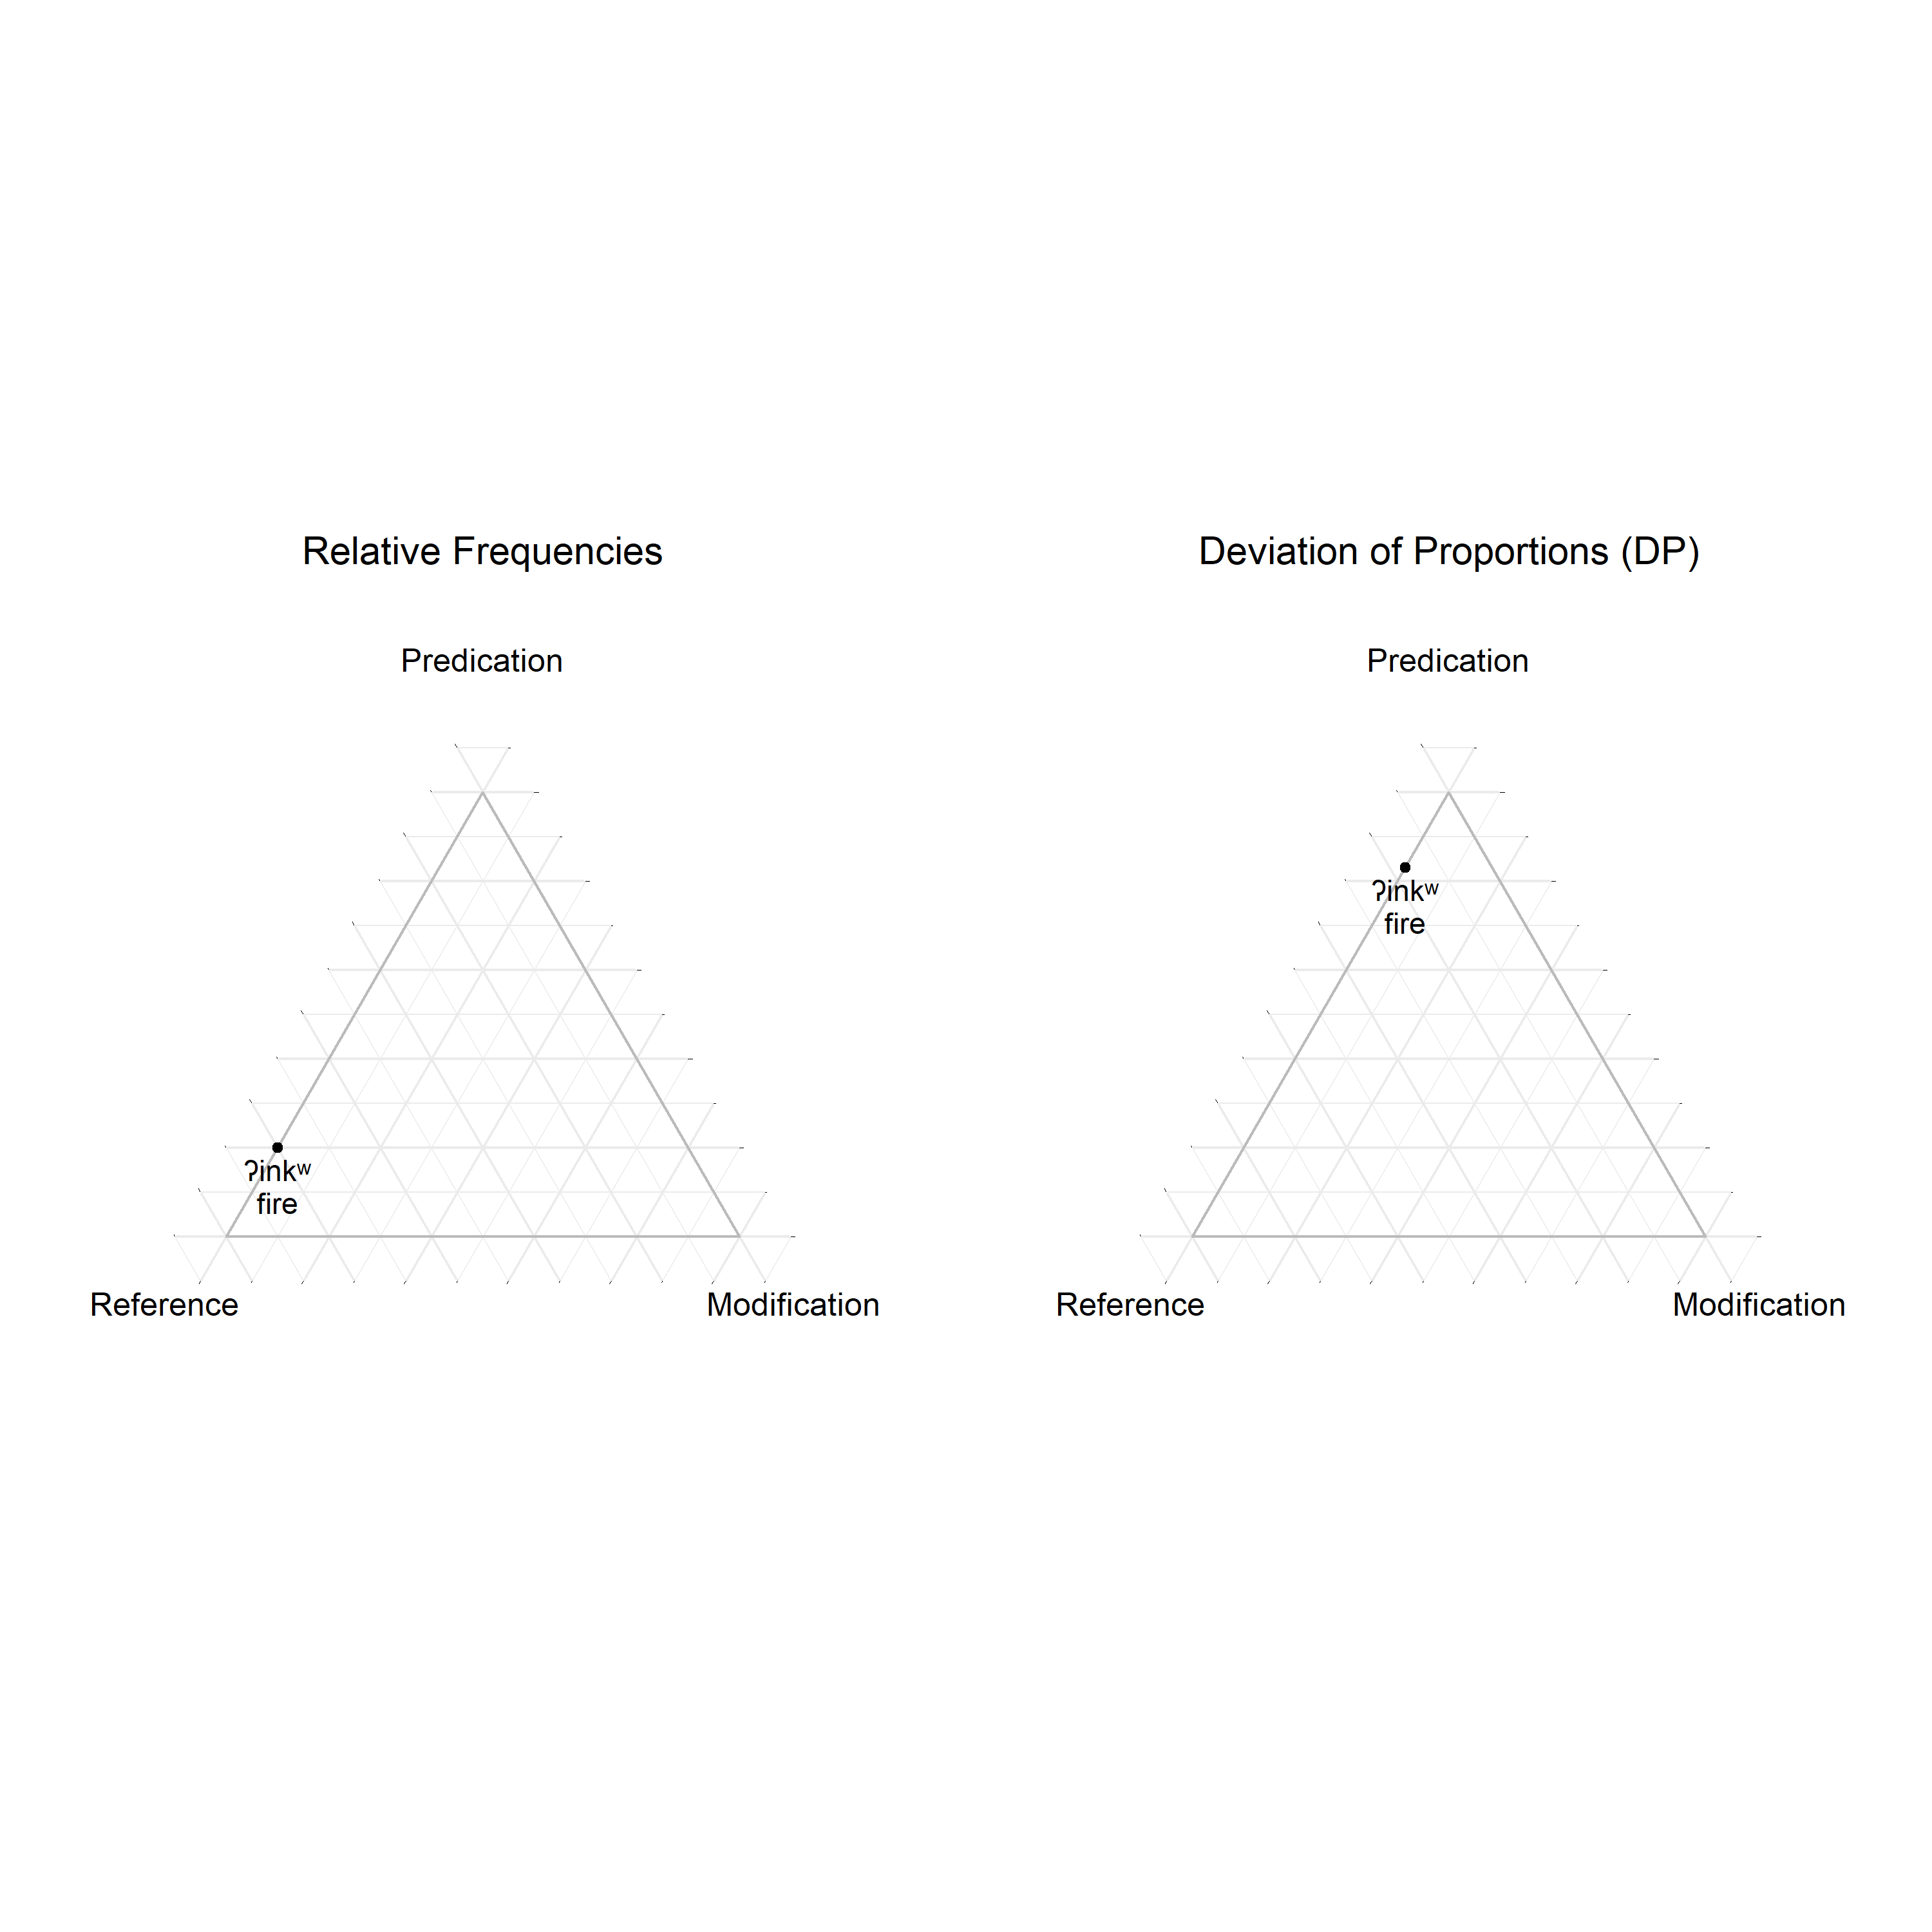 Relative Frequencies
Predication
ʔinkʷ
fire
Reference
Modification
Deviation of Proportions (DP)
Predication
ʔinkʷ
fire
Reference
Modification